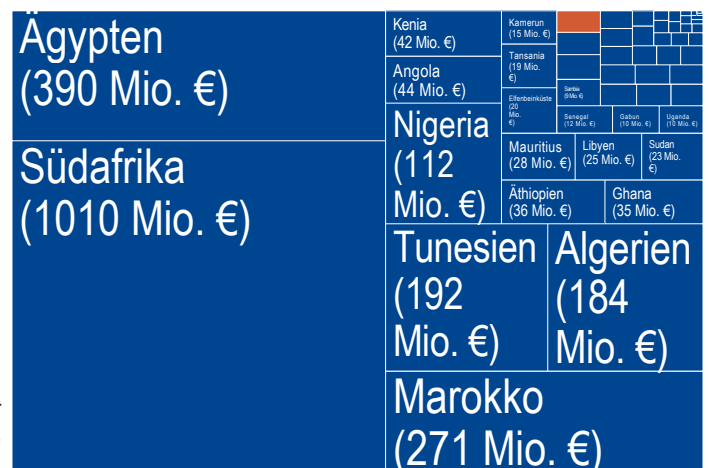 Ägypten
(390 Mio. €)
Südafrika
(1010 Mio. €)
Kenia
(42 Mio. €)
Angola
(44 Mio. €)
Nigeria
(112
Mio. €)
Kamerun
(15 Mio. €)
Tansania
(19 Mio.
€)
Elfenbeinküste
(20
Mio.
€)
Sambia
(9 Mio. €)
Senegal
(12 Mio. €)
Gabun
(10 Mio. €)
Uganda
(10 Mio. €)
Mauritius
(28 Mio. €)
Libyen
(25 Mio. €)
Sudan
(23 Mio.
€)
Äthiopien
(36 Mio. €)
Ghana
(35 Mio. €)
Tunesien
(192
Mio. €)
Algerien
(184
Mio. €)
Marokko
(271 Mio. €)